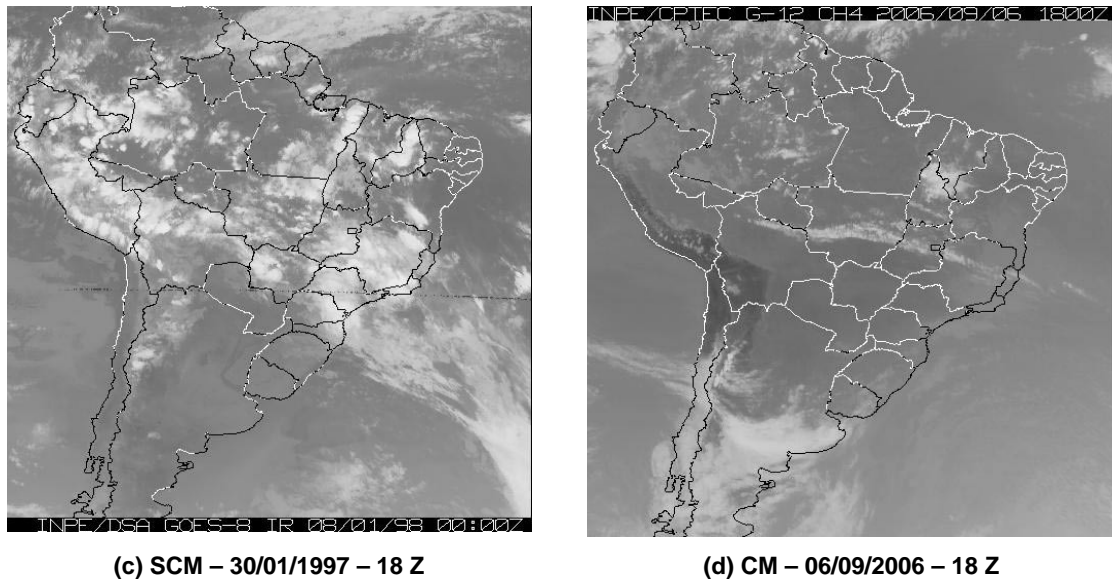 INPE/CPTEC G-12 CH4 2006/09/06 1800Z
INPE/DSA GOES-8 IR 08/01/98 00:00Z
(c) SCM – 30/01/1997 – 18 Z
(d) CM – 06/09/2006 – 18 Z